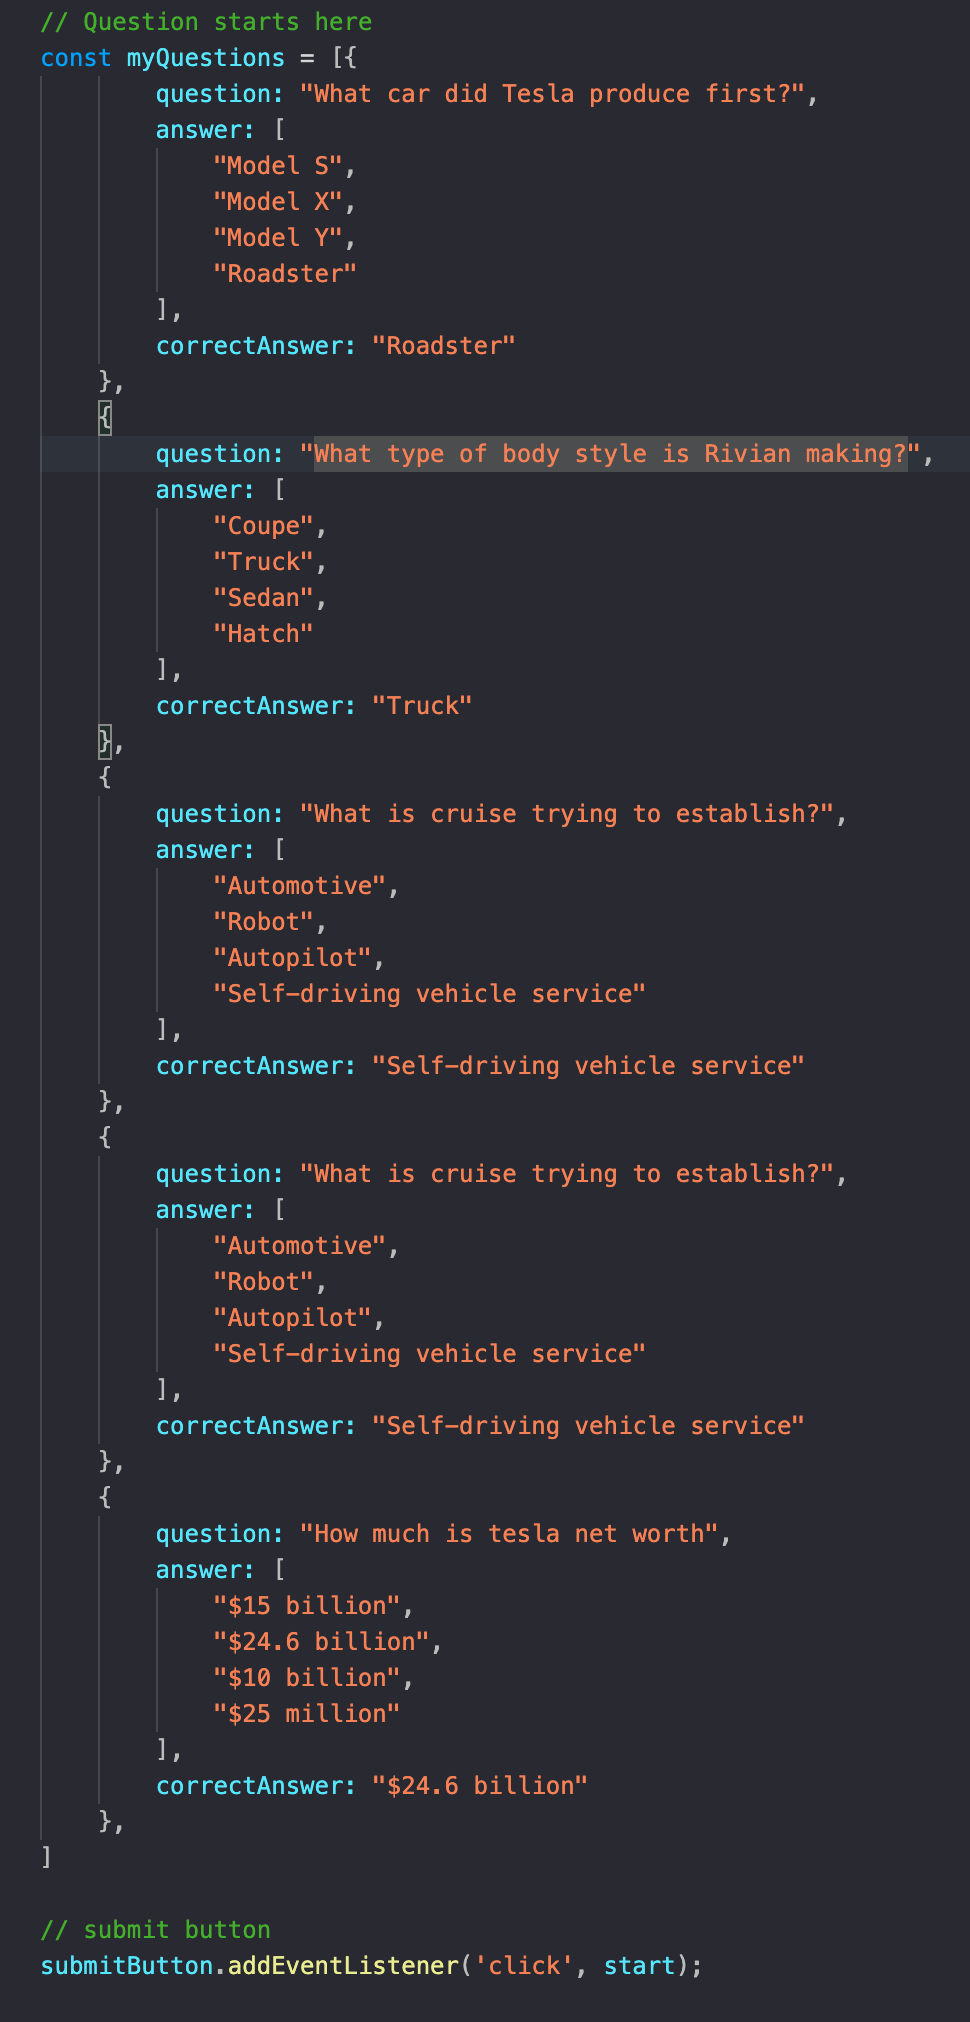 // Question starts here
const myQuestions = [{
question: "What car did Tesla produce first?",
answer: [
"Model S",
"Model X",
"Model Y",
"Roadster"
],
correctAnswer: "Roadster"
},
{
question: "What type of body style is Rivian making?",
answer: [
"Coupe",
"Truck",
"Sedan",
"Hatch"
],
correctAnswer: "Truck"
},
{
question: "What is cruise trying to establish?",
answer: [
"Automotive",
"Robot",
"Autopilot",
"Self-driving vehicle service"
],
correctAnswer: "Self-driving vehicle service"
},
{
question: "What is cruise trying to establish?",
answer: [
"Automotive",
"Robot",
"Autopilot",
"Self-driving vehicle service"
],
correctAnswer: "Self-driving vehicle service"
},
{
question: "How much is tesla net worth",
answer: [
"$15 billion",
"$24.6 billion",
"$10 billion",
"$25 million"
],
correctAnswer: "$24.6 billion"
},
]
// submit button
submitButton.addEventListener('click', start);